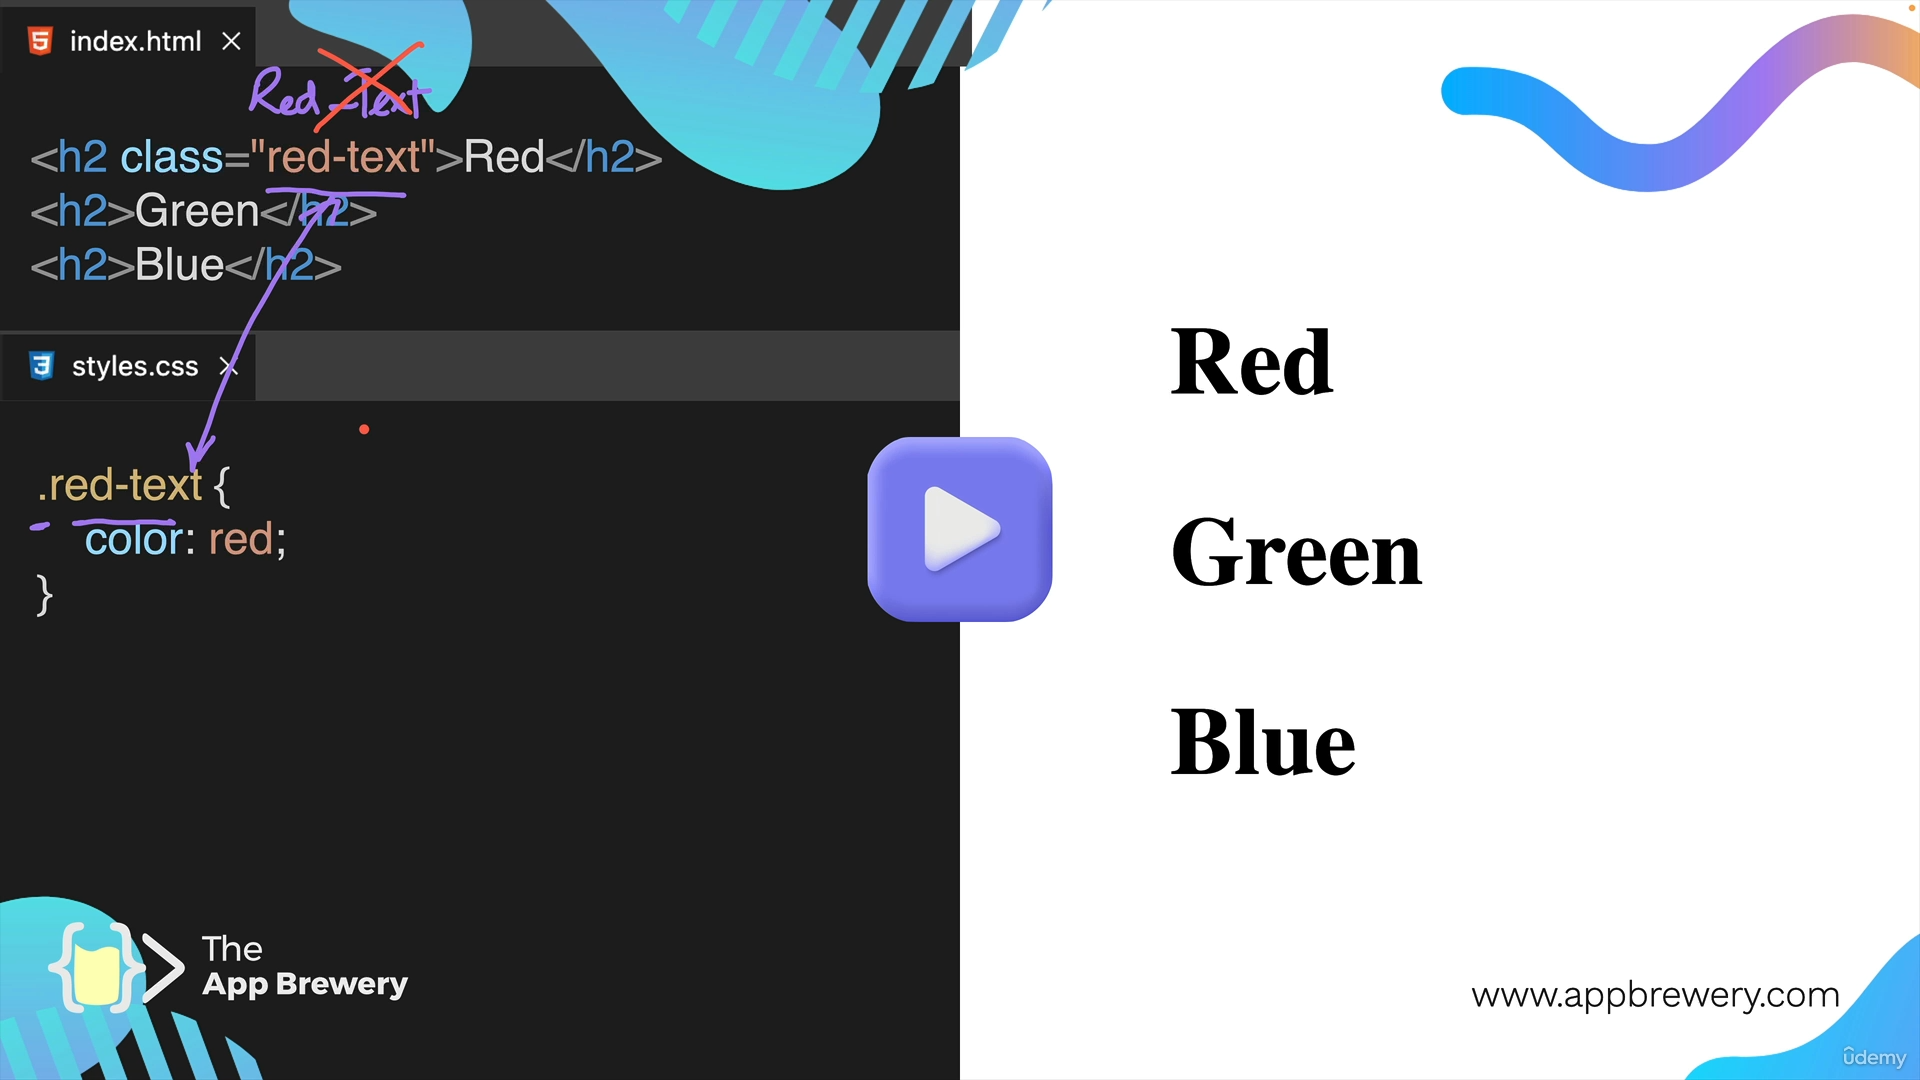 index.html
Red-Text
<h2 class="red-text">Red</h2>
<h2>Green</h2>
<h2>Blue</h2>
styles.css
.red-text {
color: red;
}
Red
Green
Blue
The
App Brewery
www.appbrewery.com
ûdemy